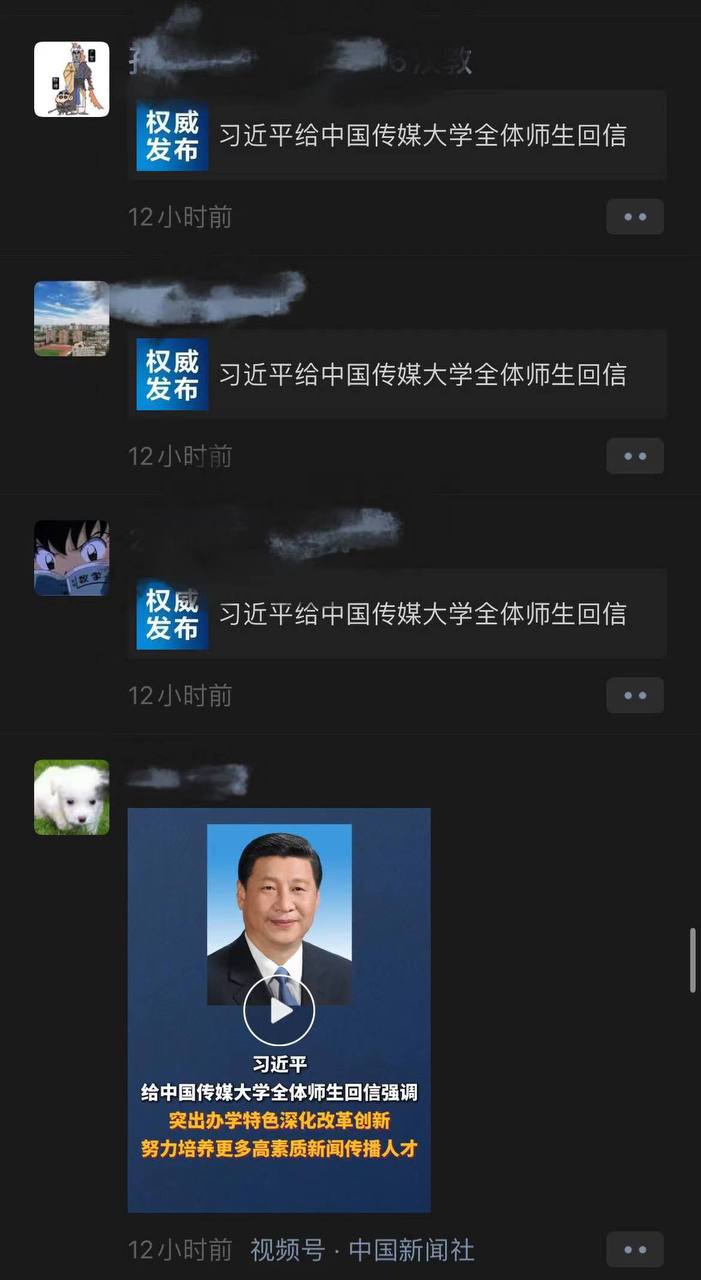 权威
发布
习近平给中国传媒大学全体师生回信
12小时前
权威
发布
习近平给中国传媒大学全体师生回信
12小时前
权威
发布
习近平给中国传媒大学全体师生回信
12小时前
习近平
给中国传媒大学全体师生回信强调
突出办学特色深化改革创新
努力培养更多高素质新闻传播人才
12小时前 视频号 · 中国新闻社